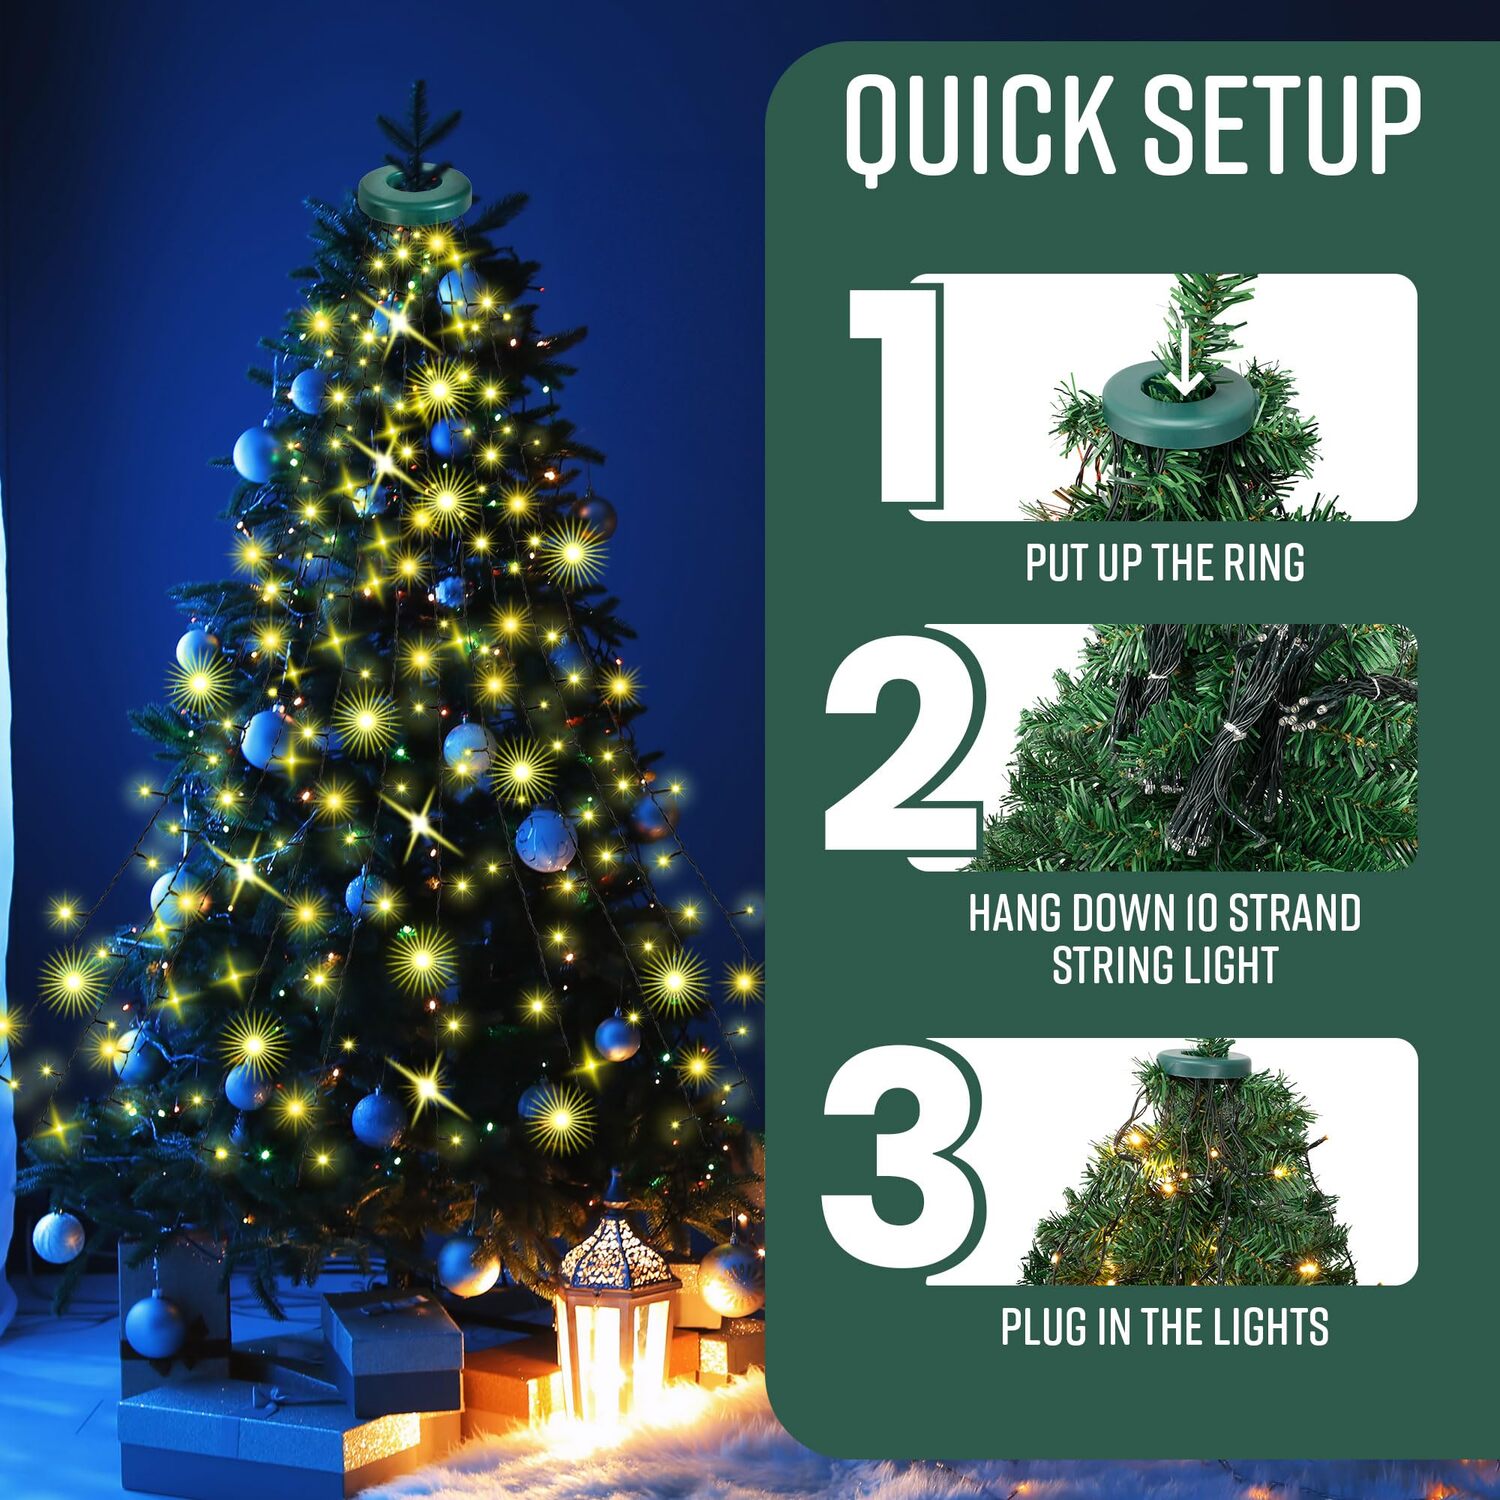 QUICK SETUP
1
PUT UP THE RING
2
HANG DOWN 10 STRAND
STRING LIGHT
3
PLUG IN THE LIGHTS